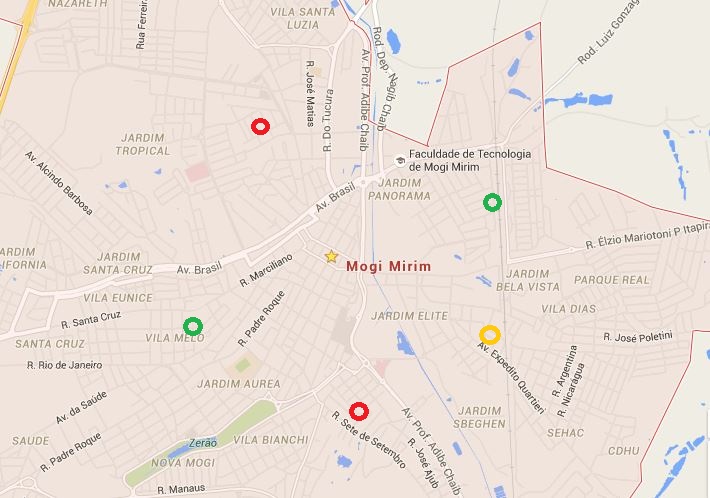 NAZARETH
Rua Ferreira
VILA SANTA
LUZIA
R. José Matias
R. Do Tucura
Av. Prof. Adibe Chaib
Rod. Dep. Nagib Chaib
Rod. Luiz Gonzag
JARDIM
TROPICAL
Av. Alcindo Barbosa
Faculdade de Tecnologia
de Mogi Mirim
Av. Brasil
JARDIM
PANORAMA
R. Élzio Mariotoni P Itapira
JARDIM
SANTA CRUZ
ARDIM
IFORNIA
Av. Brasil
R. Marciliano
Mogi Mirim
JARDIM
BELA VISTA
PARQUE REAL
VILA EUNICE
R. Padre Roque
VILA DIAS
R. Santa Cruz
JARDIM ELITE
VILA MELO
SANTA CRUZ
R. José Poletini
R. Rio de Janeiro
Av. Expedito Quartieri
R. Argentina
R. Nicaragua
JARDIM AUREA
Av. da Saúde
JARDIM
SBEGHEN
R. Sete de Setembro
Av. Prof. Adibe Chaib
R. José Ajub
SAUDE
R. Padre Roque
Zerão
VILA BIANCHI
SEHAC
CDHU
NOVA MOGI
R. Manaus